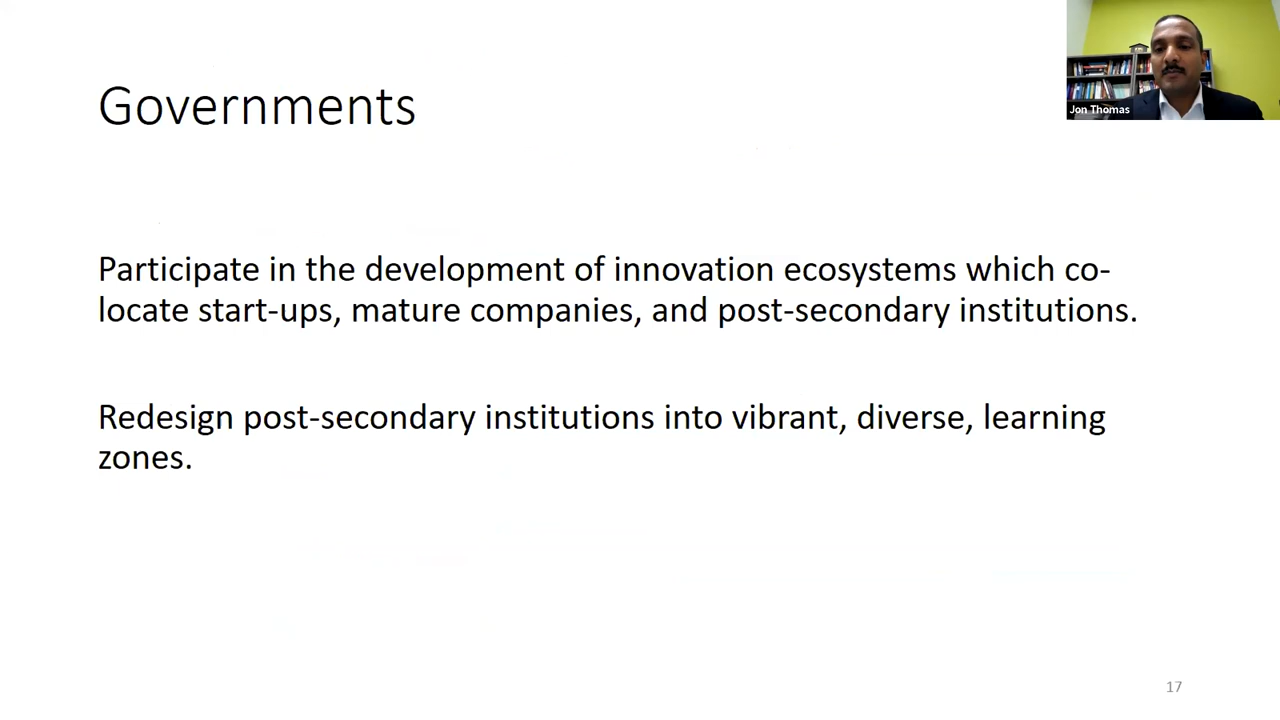 Governments
Jon Thomas
Participate in the development of innovation ecosystems which co-
locate start-ups, mature companies, and post-secondary institutions.
Redesign post-secondary institutions into vibrant, diverse, learning
zones.
17